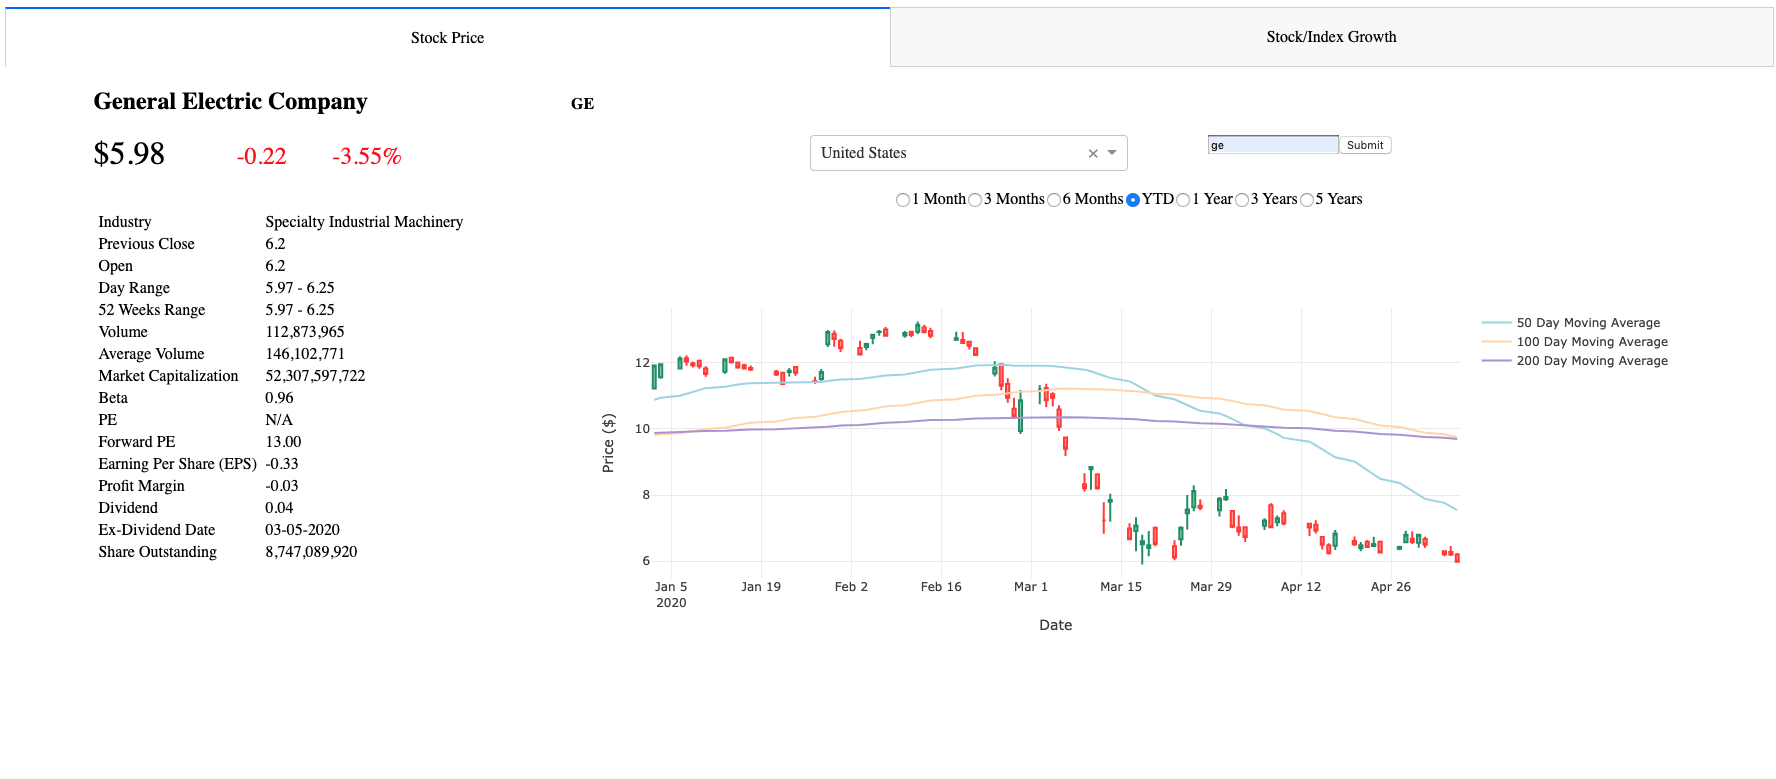 Stock Price
Stock/Index Growth
General Electric Company
GE
$5.98 -0.22 -3.55%
United States
ge
Submit
1 Month 3 Months 6 Months YTD 1 Year 3 Years 5 Years
Industry Specialty Industrial Machinery
Previous Close 6.2
Open 6.2
Day Range 5.97 - 6.25
52 Weeks Range 5.97 - 6.25
Volume 112,873,965
Average Volume 146,102,771
Market Capitalization 52,307,597,722
Beta 0.96
PE N/A
Forward PE 13.00
Earning Per Share (EPS) -0.33
Profit Margin -0.03
Dividend 0.04
Ex-Dividend Date 03-05-2020
Share Outstanding 8,747,089,920
50 Day Moving Average
100 Day Moving Average
200 Day Moving Average
Price ($)
12
10
8
6
Jan 5 Jan 19 Feb 2 Feb 16 Mar 1 Mar 15 Mar 29 Apr 12 Apr 26
2020
Date